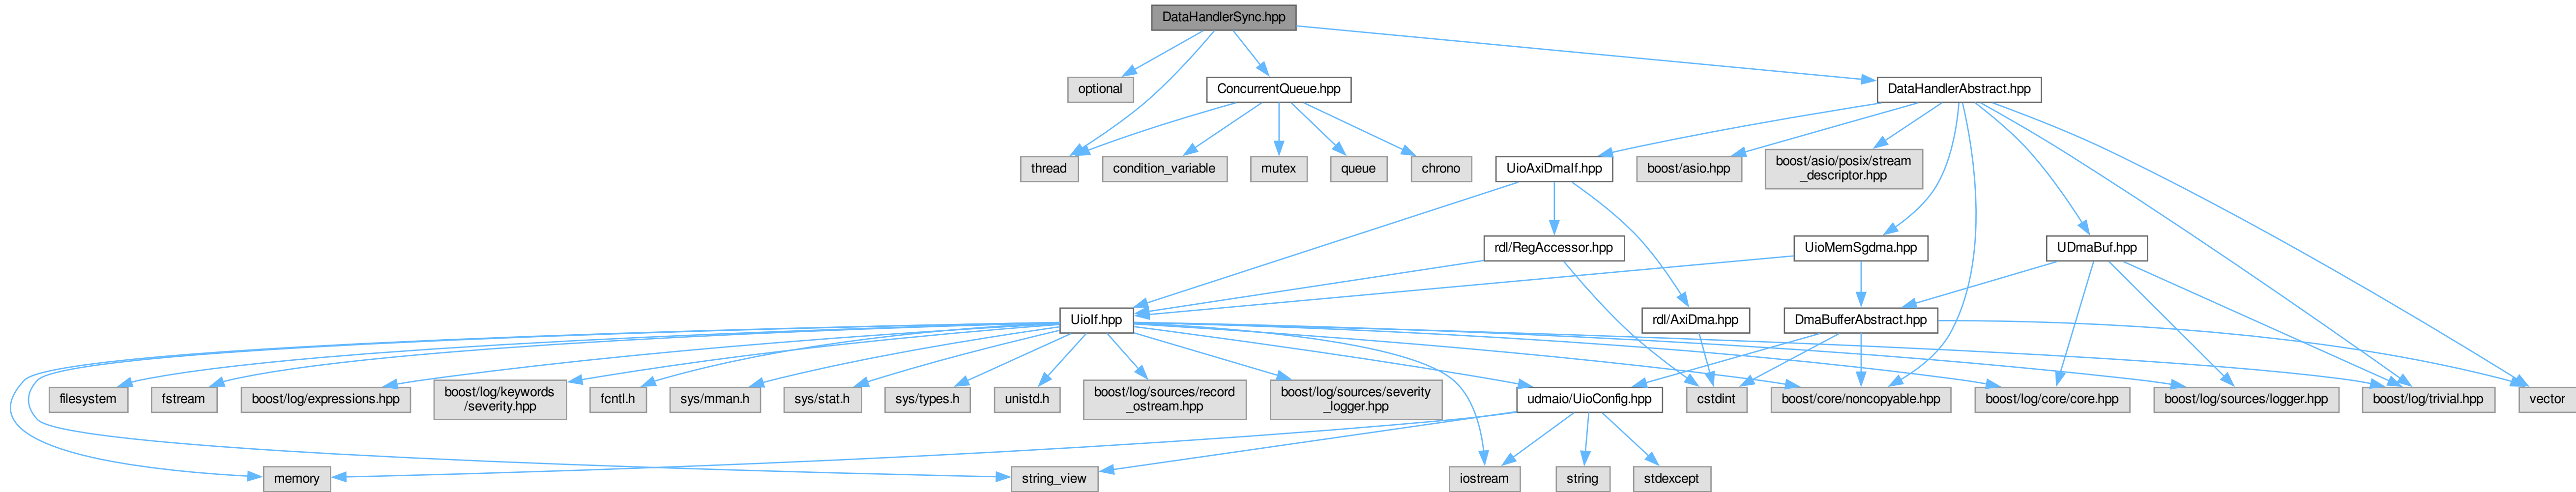 DataHandlerSync.hpp
optional
ConcurrentQueue.hpp
DataHandlerAbstract.hpp
thread
condition_variable
mutex
queue
chrono
UioAxiDmaIf.hpp
boost/asio.hpp
boost/asio/posix/stream
_descriptor.hpp
rdl/RegAccessor.hpp
UioMemSgdma.hpp
UDmaBuf.hpp
UioIf.hpp
rdl/AxiDma.hpp
DmaBufferAbstract.hpp
filesystem
fstream
boost/log/expressions.hpp
boost/log/keywords
/severity.hpp
fcntl.h
sys/mman.h
sys/stat.h
sys/types.h
unistd.h
boost/log/sources/record
_ostream.hpp
boost/log/sources/severity
_logger.hpp
udmaio/UioConfig.hpp
cstdint
boost/core/noncopyable.hpp
boost/log/core/core.hpp
boost/log/sources/logger.hpp
boost/log/trivial.hpp
vector
memory
string_view
iostream
string
stdexcept